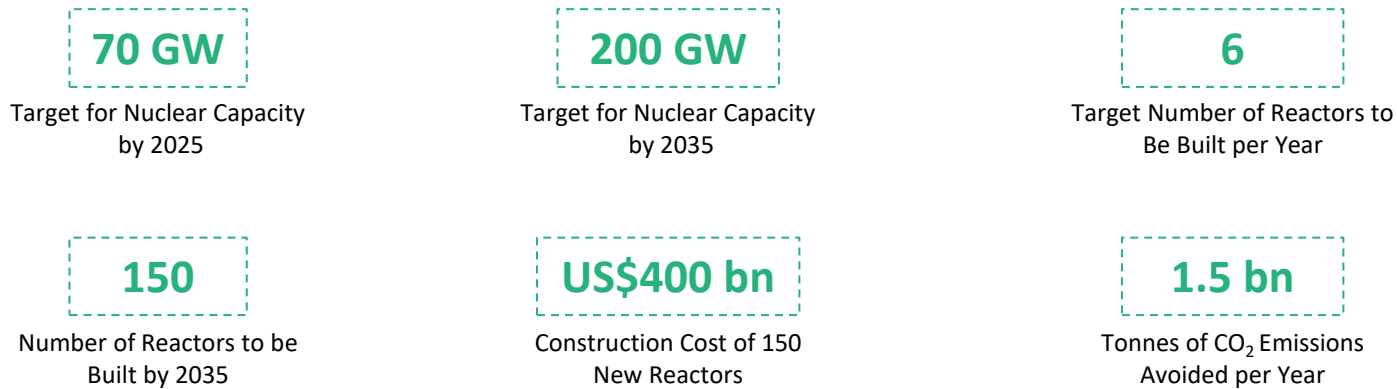 70 GW
Target for Nuclear Capacity
by 2025
200 GW
Target for Nuclear Capacity
by 2035
6
Target Number of Reactors to
Be Built per Year
150
Number of Reactors to be
Built by 2035
US$400 bn
Construction Cost of 150
New Reactors
1.5 bn
Tonnes of CO₂ Emissions
Avoided per Year